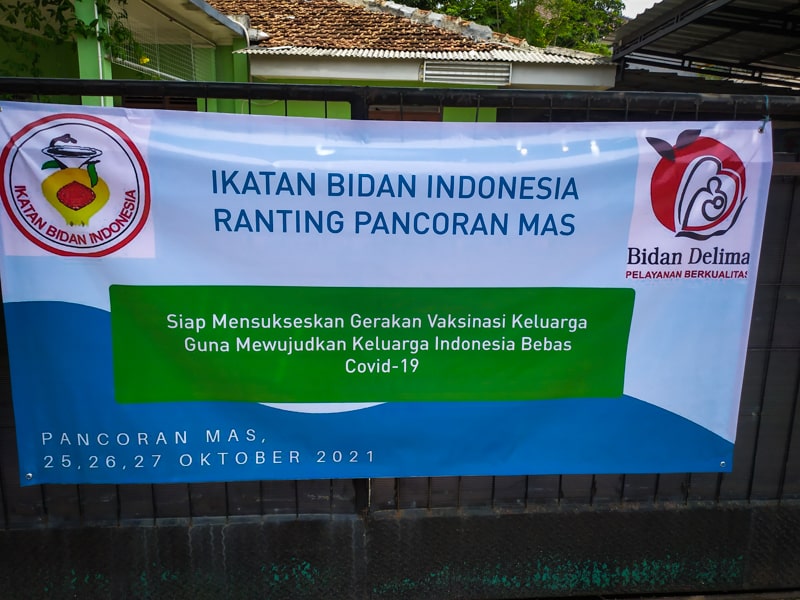 IKATAN BIDAN INDONESIA
IKATAN BIDAN INDONESIA
RANTING PANCORAN MAS
Bidan Delima
PELAYANAN BERKUALITAS
Siap Mensukseskan Gerakan Vaksinasi Keluarga
Guna Mewujudkan Keluarga Indonesia Bebas
Covid-19
PANCORAN MAS,
25,26,27 OKTOBER 2021